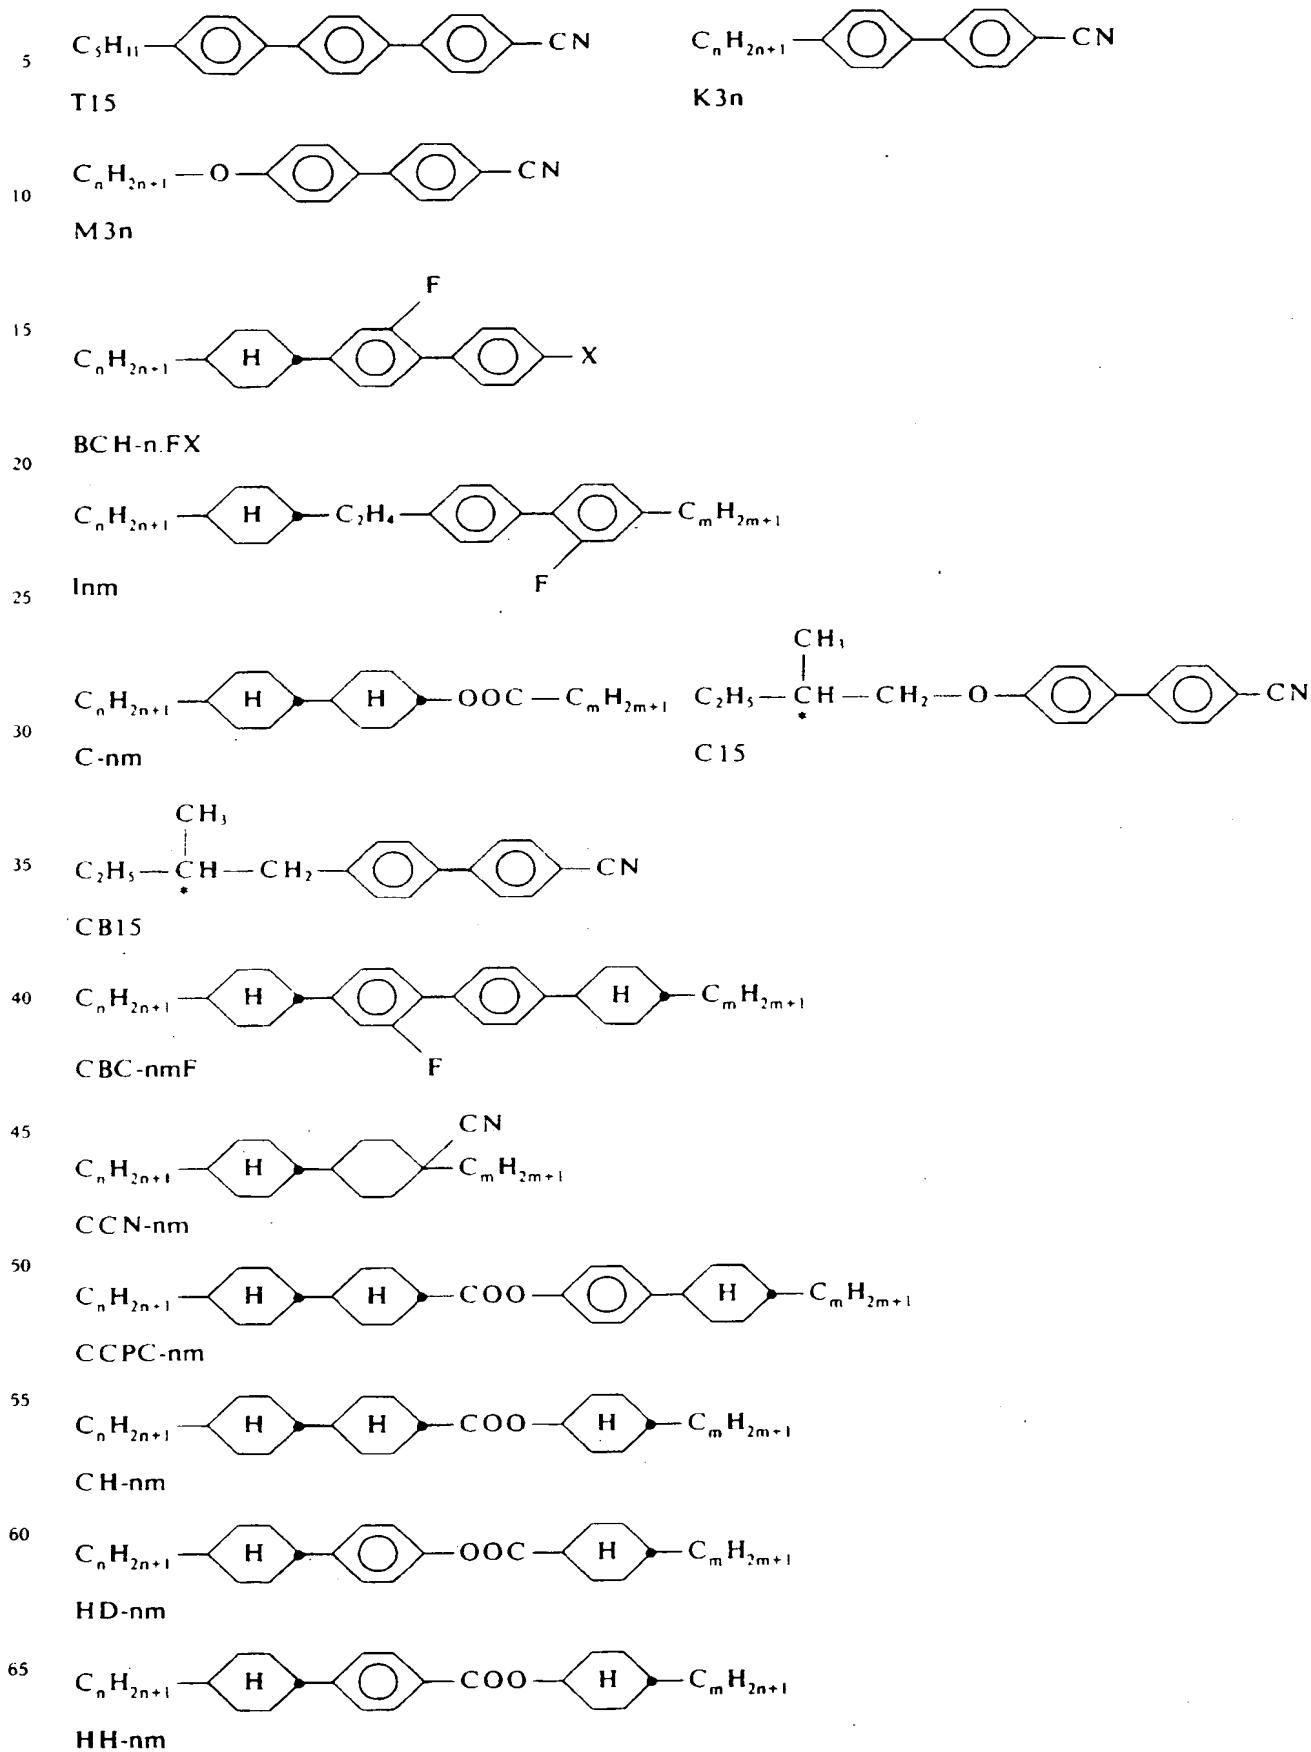 5 C₅H₁₁ CN CₙH₂ₙ₊₁ CN
T15 K3n
CₙH₂ₙ₊₁ O CN
10
M3n
F
15
CₙH₂ₙ₊₁ H X
BCH-n.FX
20
CₙH₂ₙ₊₁ H C₂H₄ CₘH₂ₘ₊₁
F
Inm
25
CH₃
CₙH₂ₙ₊₁ H H OOC CₘH₂ₘ₊₁ C₂H₅ CH CH₂ O CN
*
30
C-nm C15
CH₃
35 C₂H₅ CH CH₂ CN
*
CB15
40 CₙH₂ₙ₊₁ H H CₘH₂ₘ₊₁
F
CBC-nmF
CN
45
CₙH₂ₙ₊₁ H CₘH₂ₘ₊₁
CCN-nm
50
CₙH₂ₙ₊₁ H H COO H CₘH₂ₘ₊₁
CCPC-nm
55
CₙH₂ₙ₊₁ H H COO H CₘH₂ₘ₊₁
CH-nm
60
CₙH₂ₙ₊₁ H OOC H CₘH₂ₘ₊₁
HD-nm
65
CₙH₂ₙ₊₁ H COO H CₘH₂ₙ₊₁
HH-nm